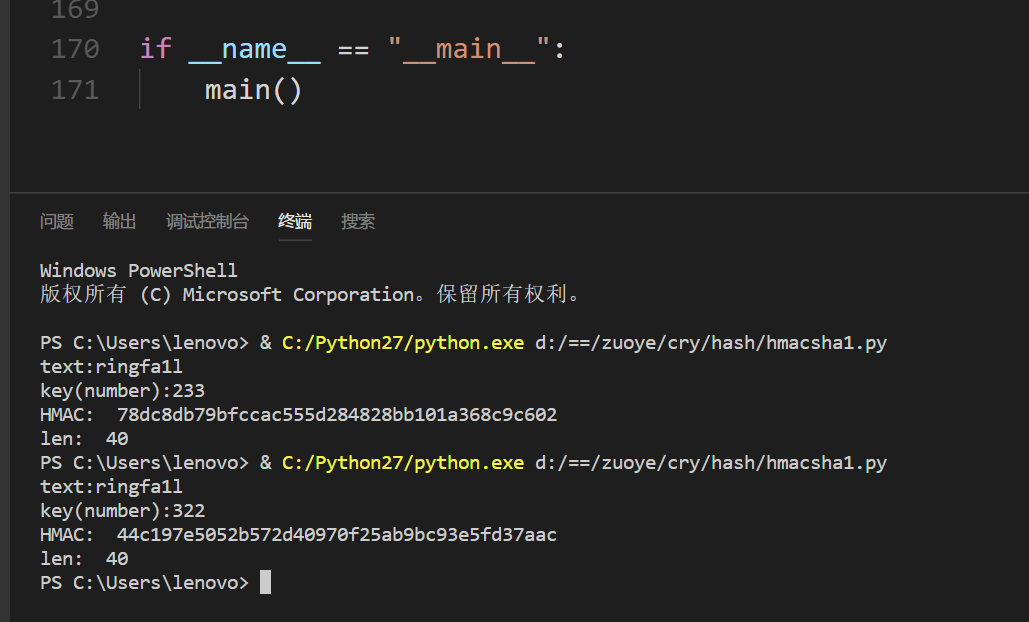 169
170 if __name__ == "__main__":
171 main()
问题 输出 调试控制台 终端 搜索
Windows PowerShell
版权所有 (C) Microsoft Corporation。保留所有权利。
PS C:\Users\lenovo> & C:/Python27/python.exe d:/==/zuoye/cry/hash/hmacsha1.py
text:ringfa1l
key(number):233
HMAC:  78dc8db79bfccac555d284828bb101a368c9c602
len:  40
PS C:\Users\lenovo> & C:/Python27/python.exe d:/==/zuoye/cry/hash/hmacsha1.py
text:ringfa1l
key(number):322
HMAC:  44c197e5052b572d40970f25ab9bc93e5fd37aac
len:  40
PS C:\Users\lenovo>